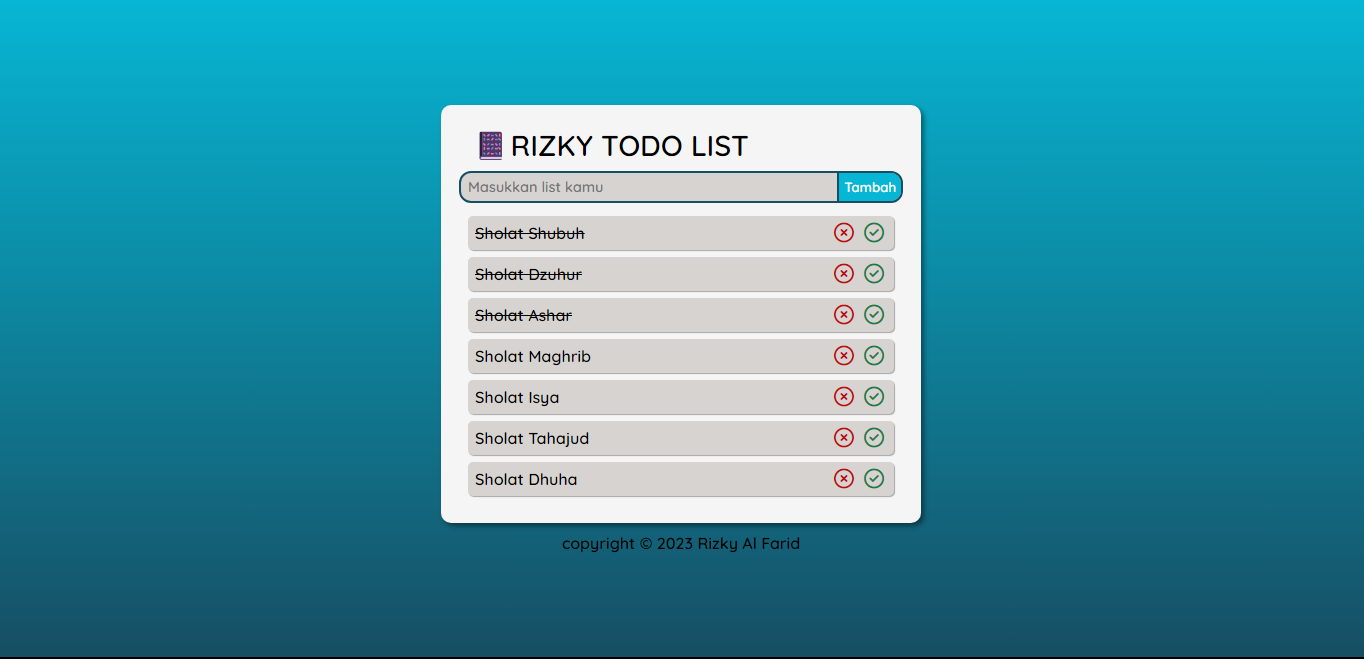 RIZKY TODO LIST
Masukkan list kamu Tambah
Sholat Shubuh
Sholat Dzuhur
Sholat Ashar
Sholat Maghrib
Sholat Isya
Sholat Tahajud
Sholat Dhuha
copyright © 2023 Rizky Al Farid